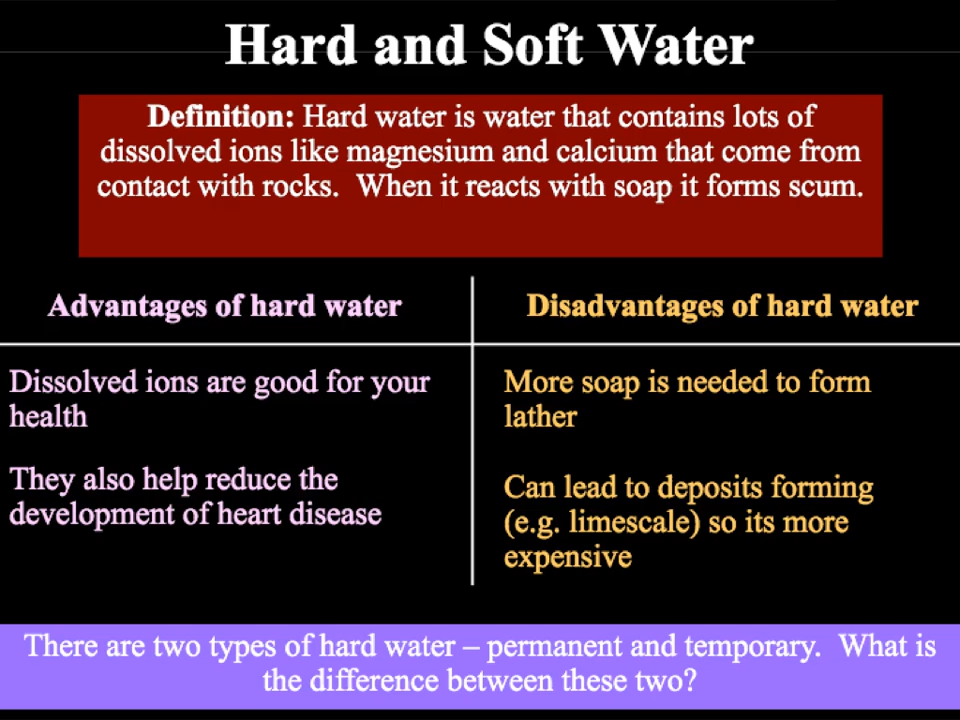 Hard and Soft Water
Definition: Hard water is water that contains lots of
dissolved ions like magnesium and calcium that come from
contact with rocks.  When it reacts with soap it forms scum.
Advantages of hard water
Disadvantages of hard water
Dissolved ions are good for your
health
They also help reduce the
development of heart disease
More soap is needed to form
lather
Can lead to deposits forming
(e.g. limescale) so its more
expensive
There are two types of hard water – permanent and temporary.  What is
the difference between these two?